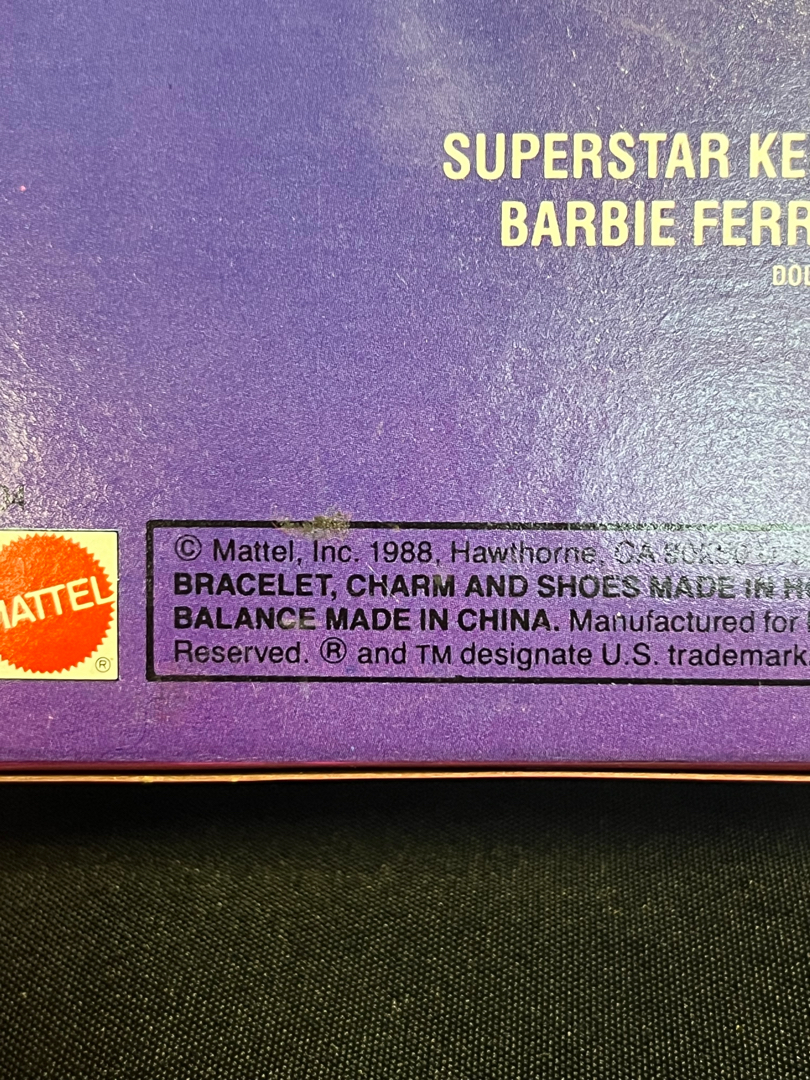 SUPERSTAR KE
BARBIE FERR
DOL
MATTEL
®
© Mattel, Inc. 1988, Hawthorne, CA
BRACELET, CHARM AND SHOES MADE IN H
BALANCE MADE IN CHINA. Manufactured for
Reserved. ® and TM designate U.S. trademark